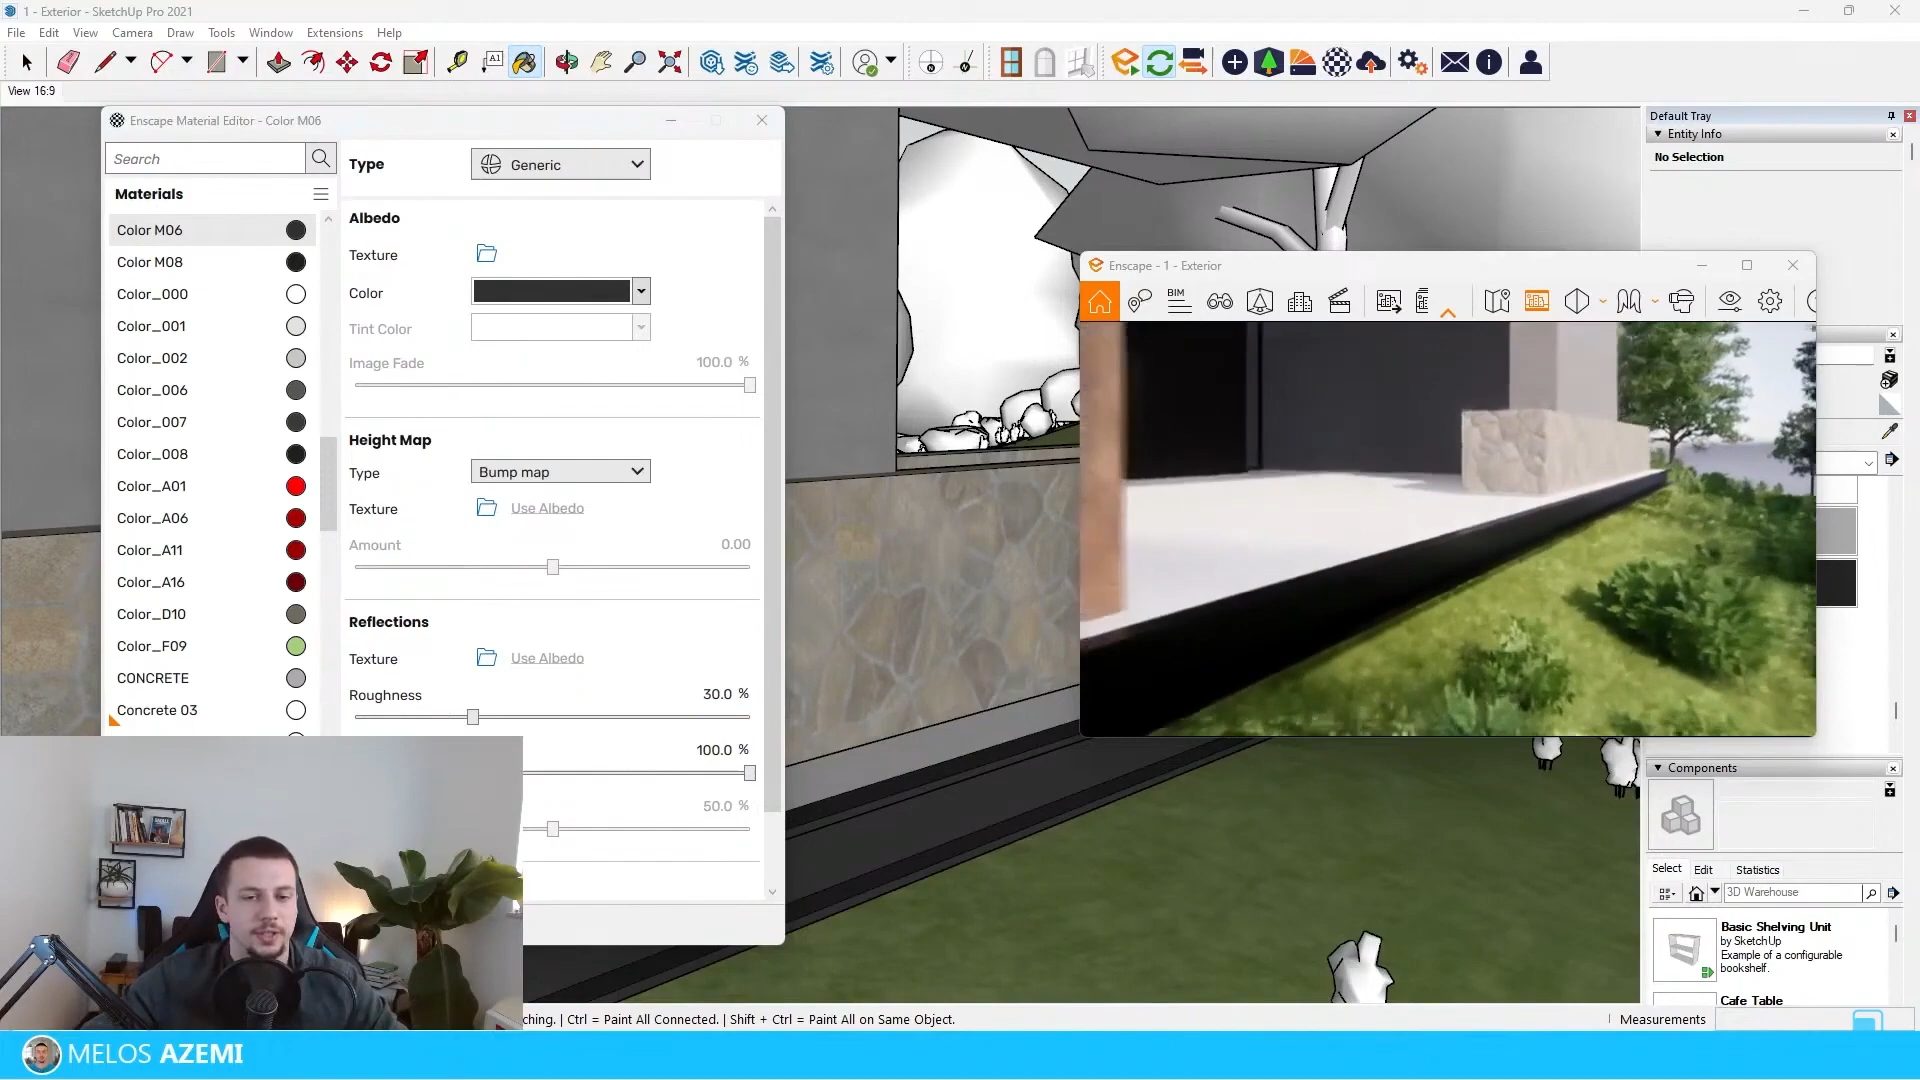 1 - Exterior - SketchUp Pro 2021
File Edit View Camera Draw Tools Window Extensions Help
View 16:9
Enscape Material Editor - Color M06
Search
Materials
Color M06
Color M08
Color_000
Color_001
Color_002
Color_006
Color_007
Color_008
Color_A01
Color_A06
Color_A11
Color_A16
Color_D10
Color_F09
CONCRETE
Concrete 03
Type Generic
Albedo
Texture
Color
Tint Color
Image Fade 100.0 %
Height Map
Type Bump map
Texture Use Albedo
Amount 0.00
Reflections
Texture Use Albedo
Roughness 30.0 %
100.0 %
50.0 %
Enscape - 1 - Exterior
BIM
Default Tray
Entity Info
No Selection
Components
Select Edit Statistics
3D Warehouse
Basic Shelving Unit
by SketchUp
Example of a configurable
bookshelf.
Cafe Table
ching. | Ctrl = Paint All Connected. | Shift + Ctrl = Paint All on Same Object.
Measurements
MELOS AZEMI